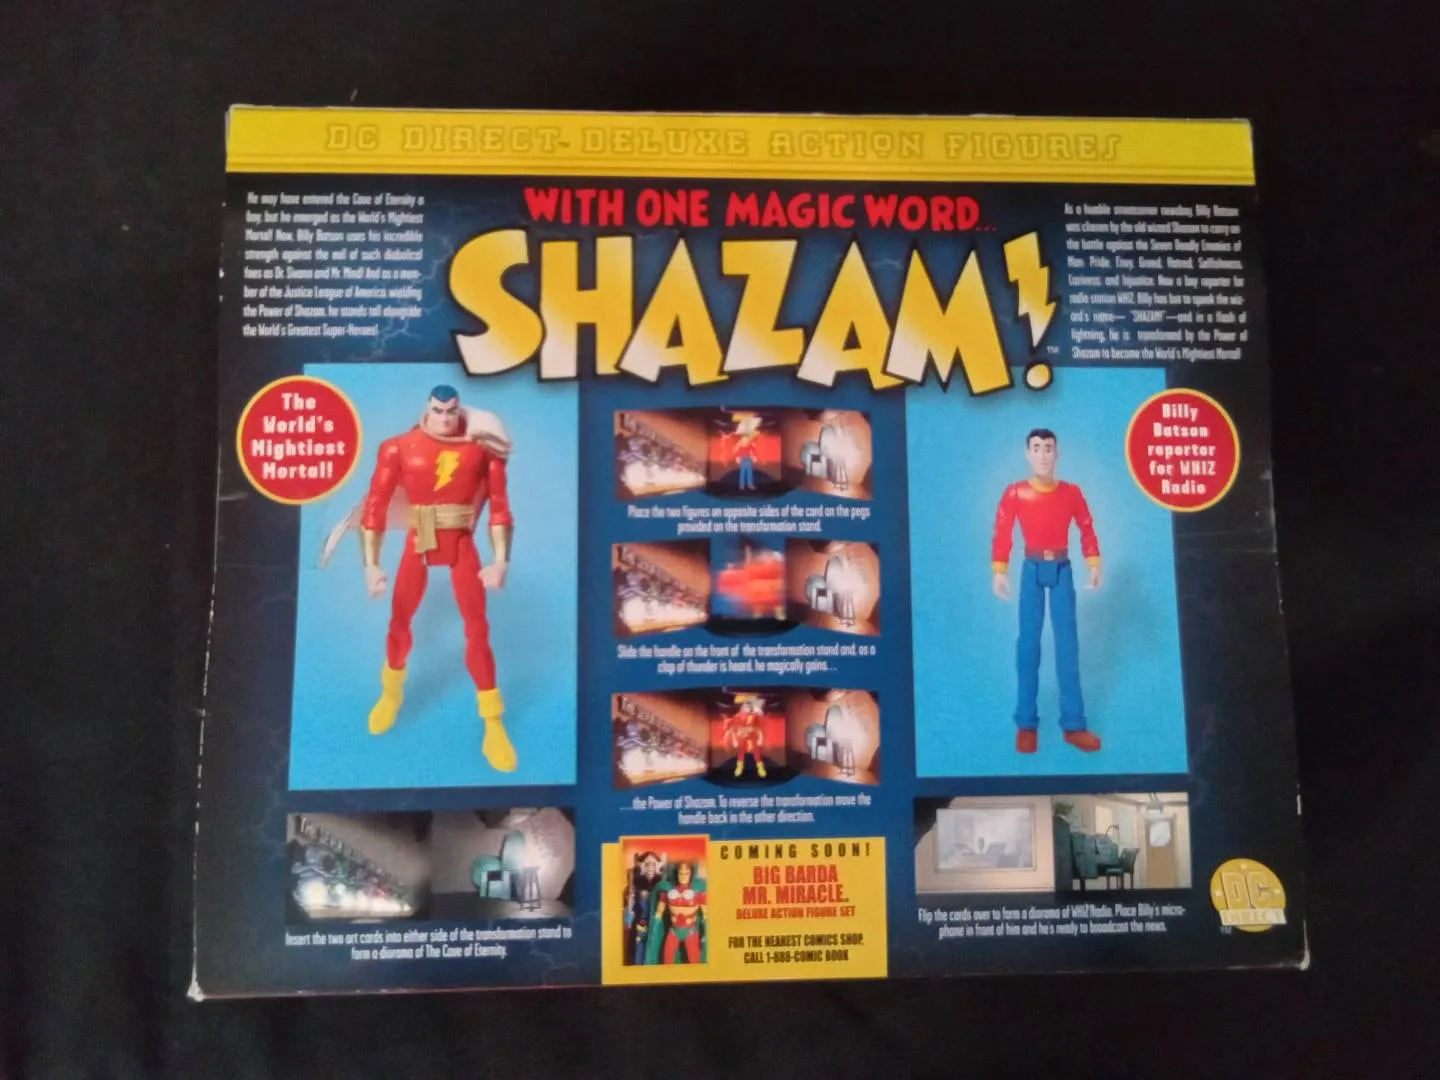 DC DIRECT- DELUXE ACTION FIGURES
He may have entered the Cave of Eternity a
boy, but he emerged as the World's Mightiest
Mortal! Now, Billy Batson uses his incredible
strength against the evil of such diabolical
foes as Dr. Sivana and Mr. Mind! And as a mem-
ber of the Justice League of America, wielding
the Power of Shazam, he stands tall alongside
the World's Greatest Super-Heroes!
WITH ONE MAGIC WORD...
SHAZAM!™
As a humble streetcorner newsboy, Billy Batson
was chosen by the old wizard Shazam to carry on
the battle against the Seven Deadly Enemies of
Man: Pride, Envy, Greed, Hatred, Selfishness,
Laziness, and Injustice. Now a boy reporter for
radio station WHIZ, Billy has but to speak the wiz-
ard's name— "SHAZAM!" —and in a flash of
lightning, he is transformed by the Power of
Shazam to become the World's Mightiest Mortal!
The
World's
Mightiest
Mortal!
Billy
Batson
reporter
for WHIZ
Radio
Place the two figures on opposite sides of the card on the pegs
provided on the transformation stand.
Slide the handle on the front of the transformation stand and, as a
clap of thunder is heard, he magically gains...
...the Power of Shazam. To reverse the transformation move the
handle back in the other direction.
Insert the two art cards into either side of the transformation stand to
form a diorama of The Cave of Eternity.
COMING SOON!
BIG BARDA
MR. MIRACLE.
DELUXE ACTION FIGURE SET
FOR THE NEAREST COMICS SHOP,
CALL 1-888-COMIC BOOK
Flip the cards over to form a diorama of WHIZ Radio. Place Billy's micro-
phone in front of him and he's ready to broadcast the news.
DC
DIRECT
TM